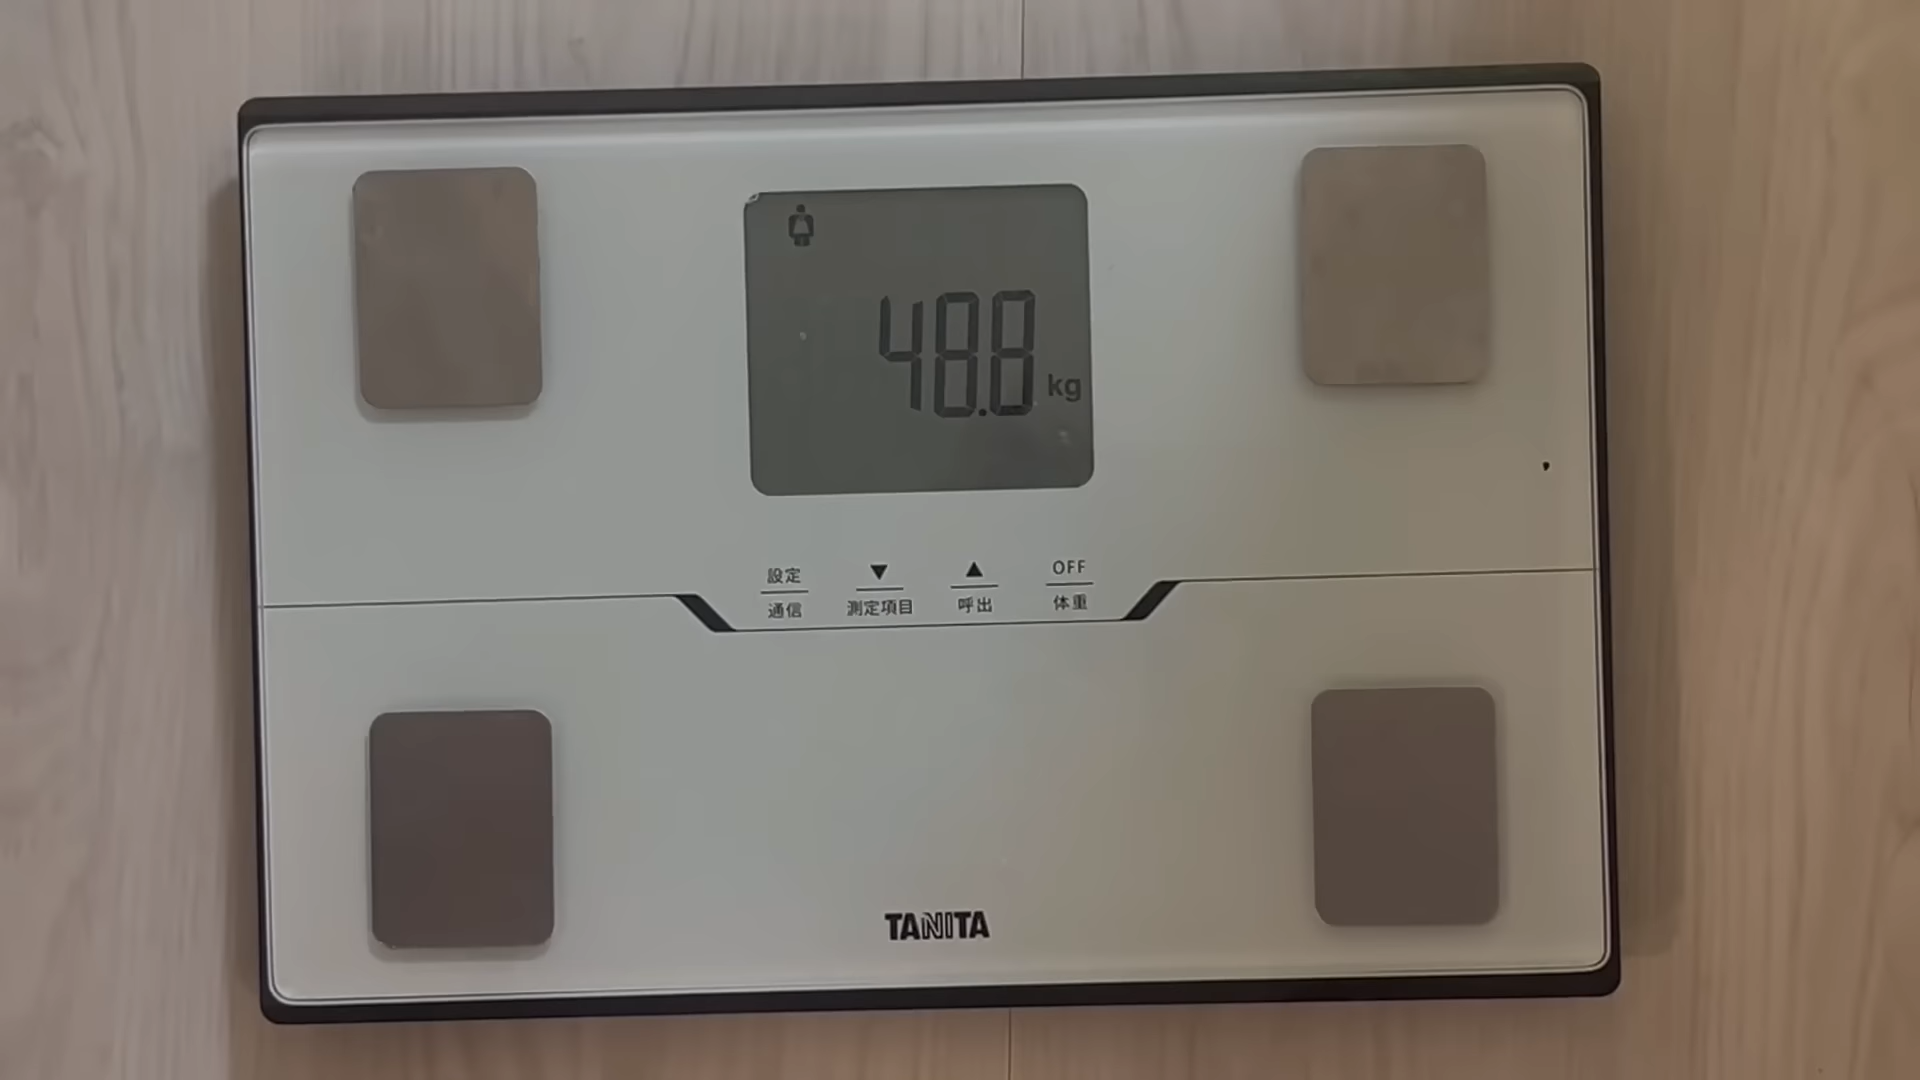 48.8 kg
設定 ▼ ▲ OFF
通信 測定項目 呼出 体重
TANITA